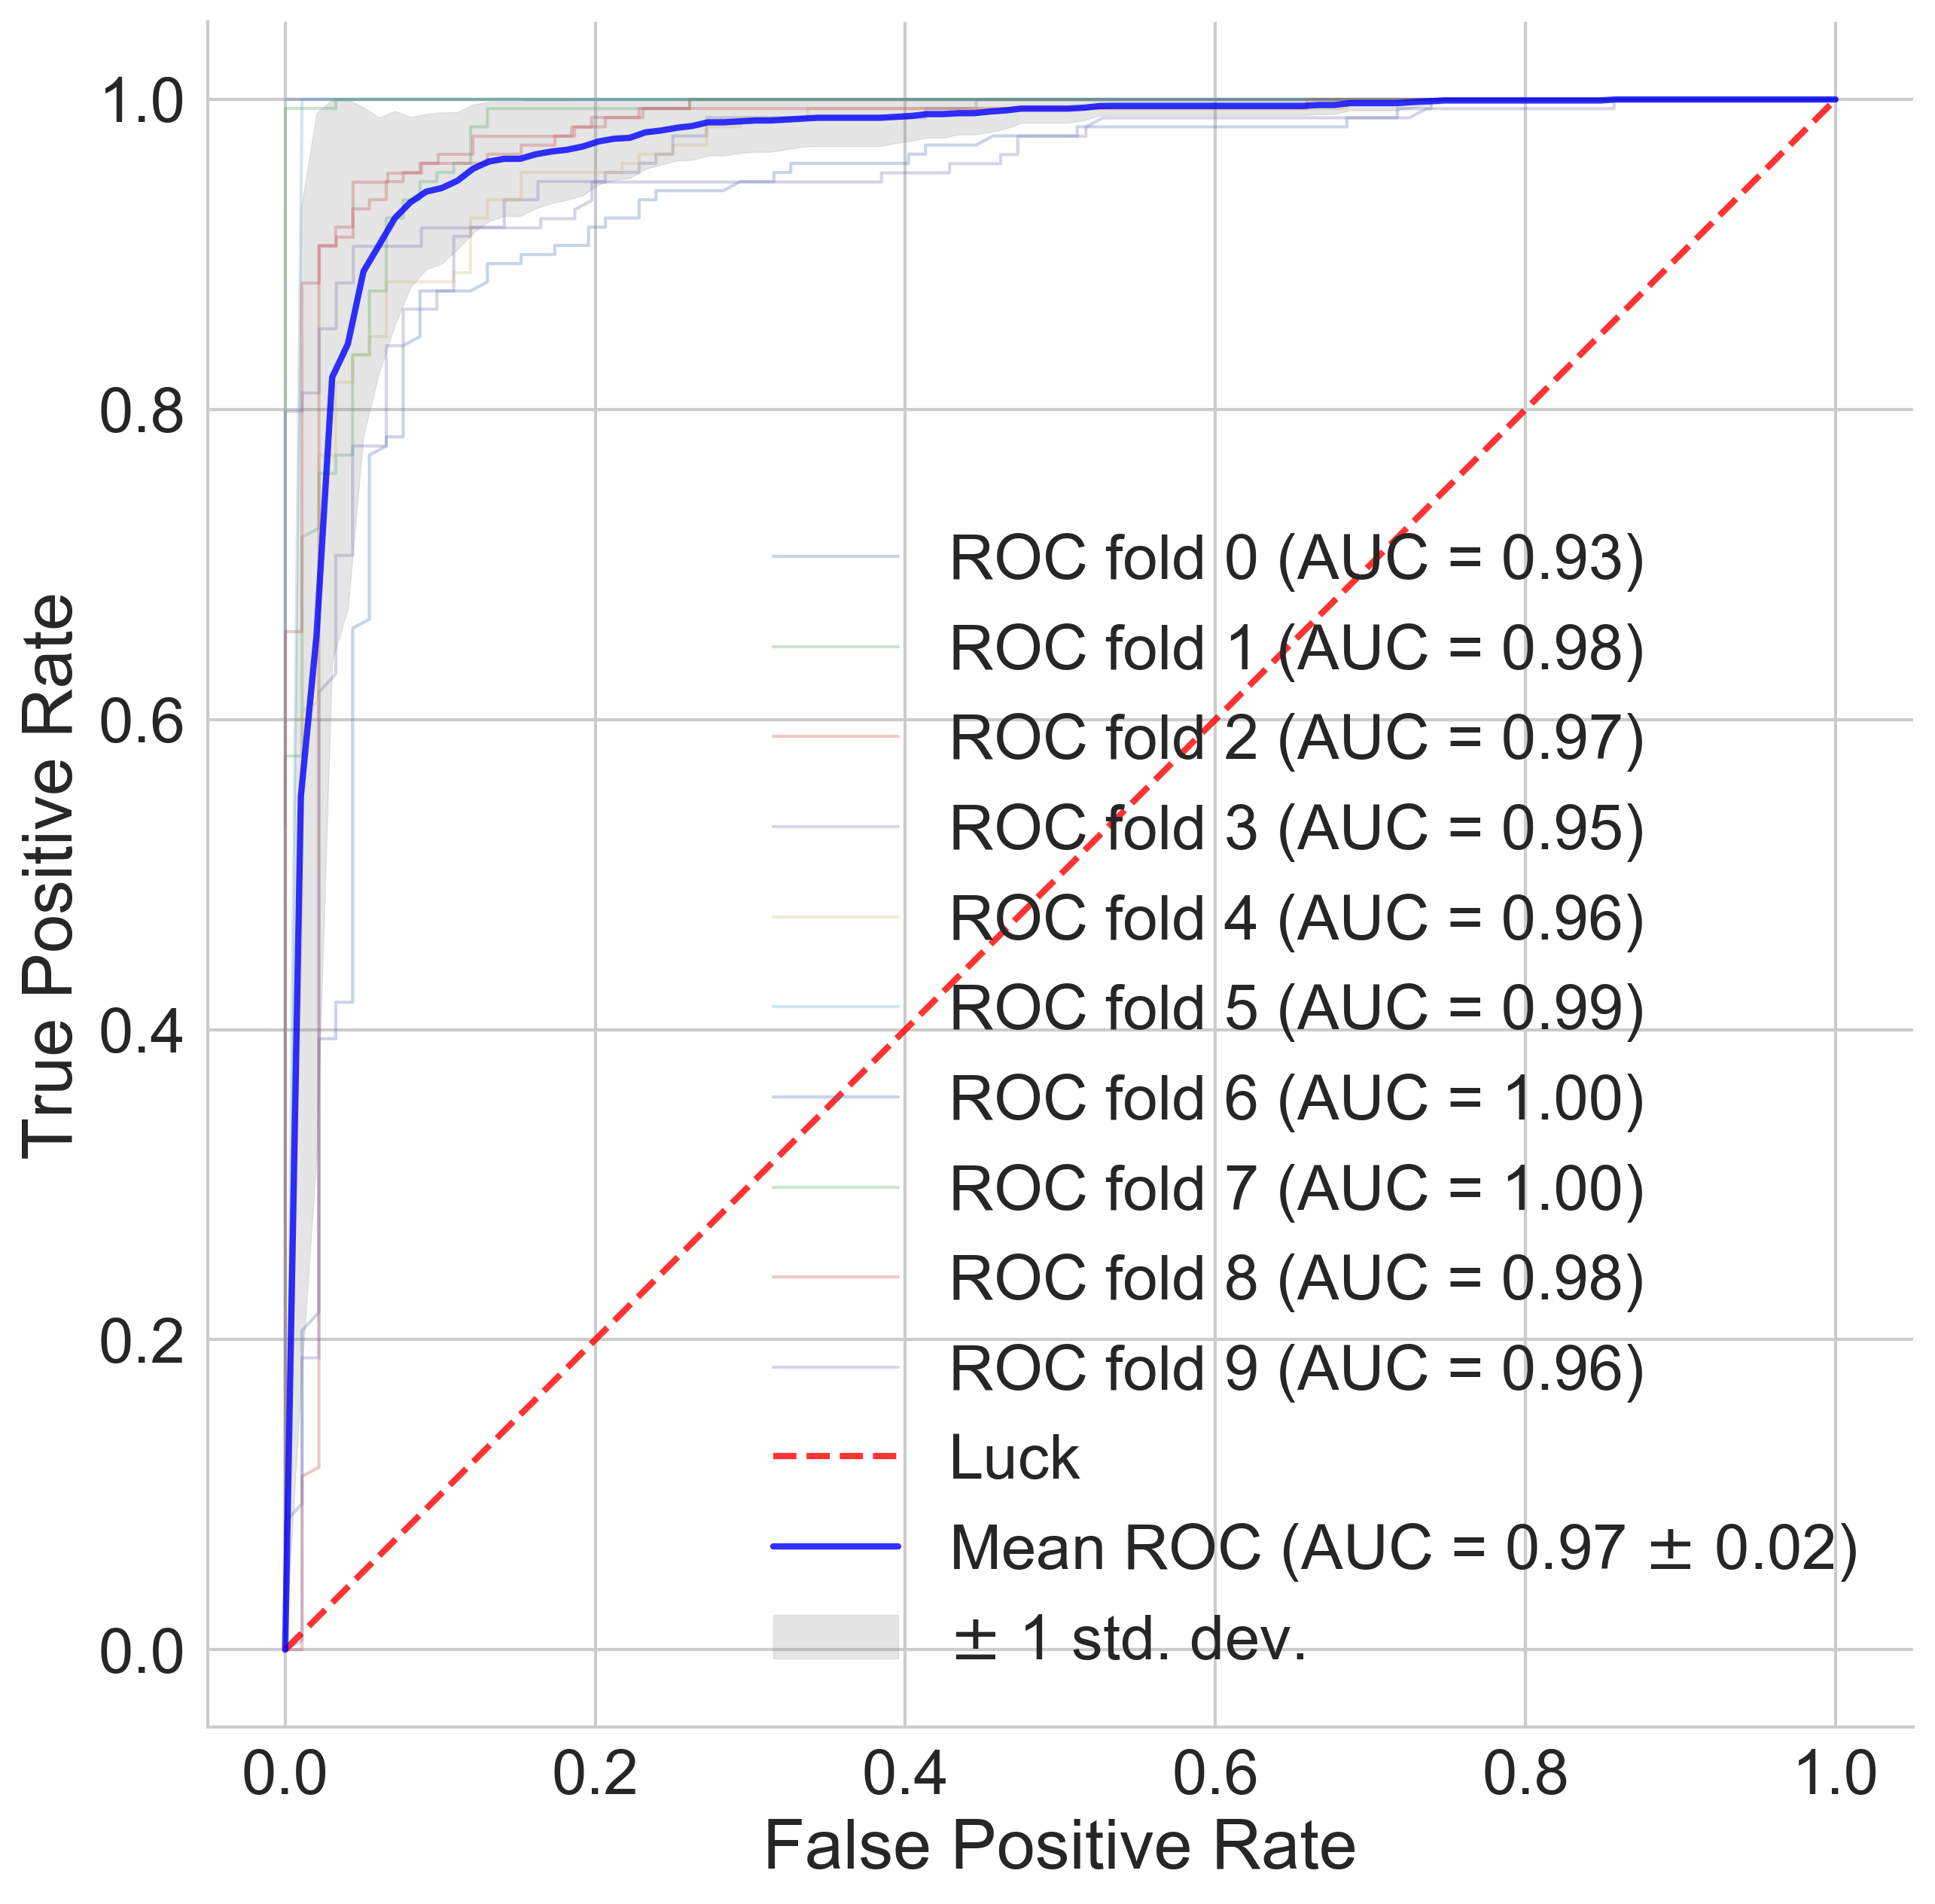 1.0
0.8
0.6
0.4
0.2
0.0
True Positive Rate
ROC fold 0 (AUC = 0.93)
ROC fold 1 (AUC = 0.98)
ROC fold 2 (AUC = 0.97)
ROC fold 3 (AUC = 0.95)
ROC fold 4 (AUC = 0.96)
ROC fold 5 (AUC = 0.99)
ROC fold 6 (AUC = 1.00)
ROC fold 7 (AUC = 1.00)
ROC fold 8 (AUC = 0.98)
ROC fold 9 (AUC = 0.96)
Luck
Mean ROC (AUC = 0.97 ± 0.02)
± 1 std. dev.
0.0 0.2 0.4 0.6 0.8 1.0
False Positive Rate